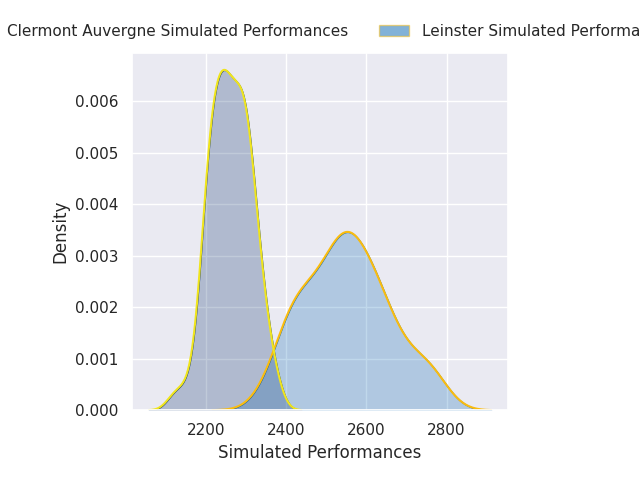 Clermont Auvergne Simulated Performances
Leinster Simulated Performa
0.006
0.005
0.004
0.003
0.002
0.001
0.000
Density
2200 2400 2600 2800
Simulated Performances